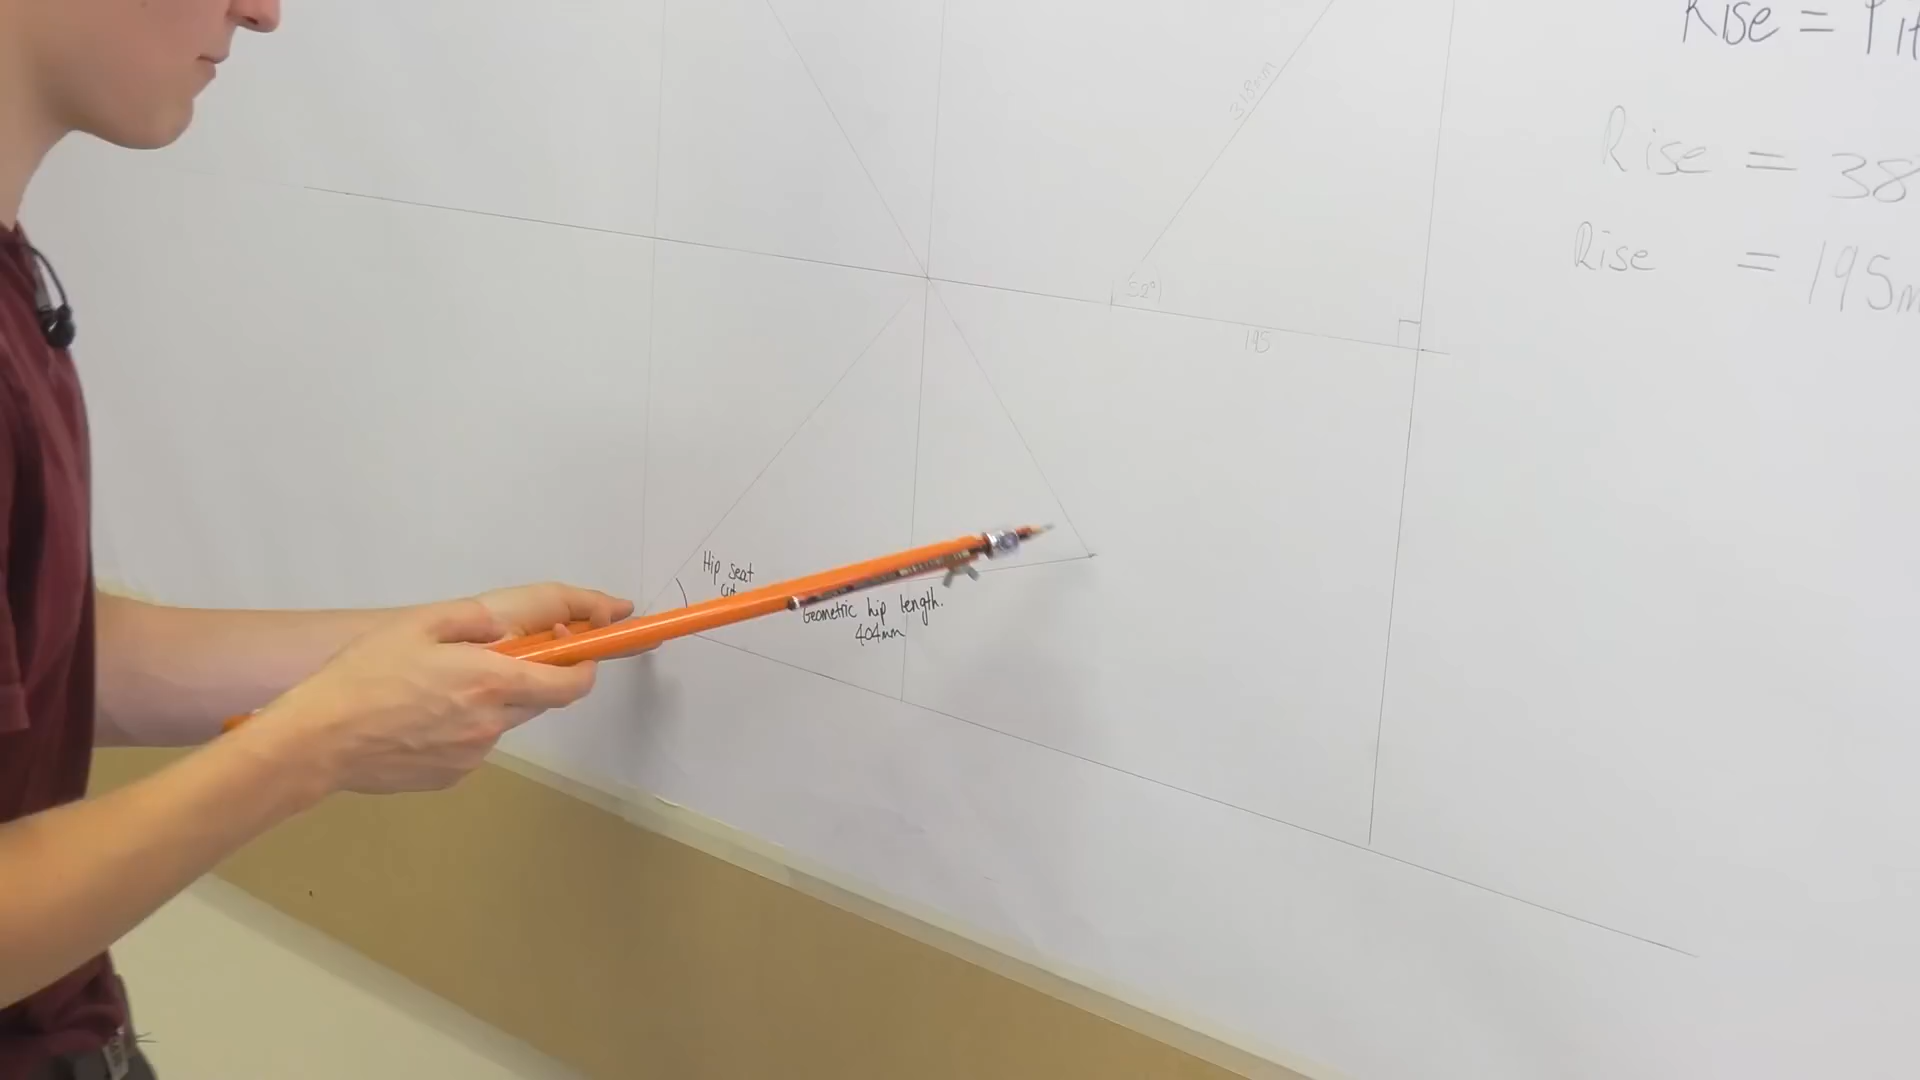 Rise = Pit
318mm
Rise = 38
Rise = 195m
52°
195
Hip seat
cut
Geometric hip length.
404mm